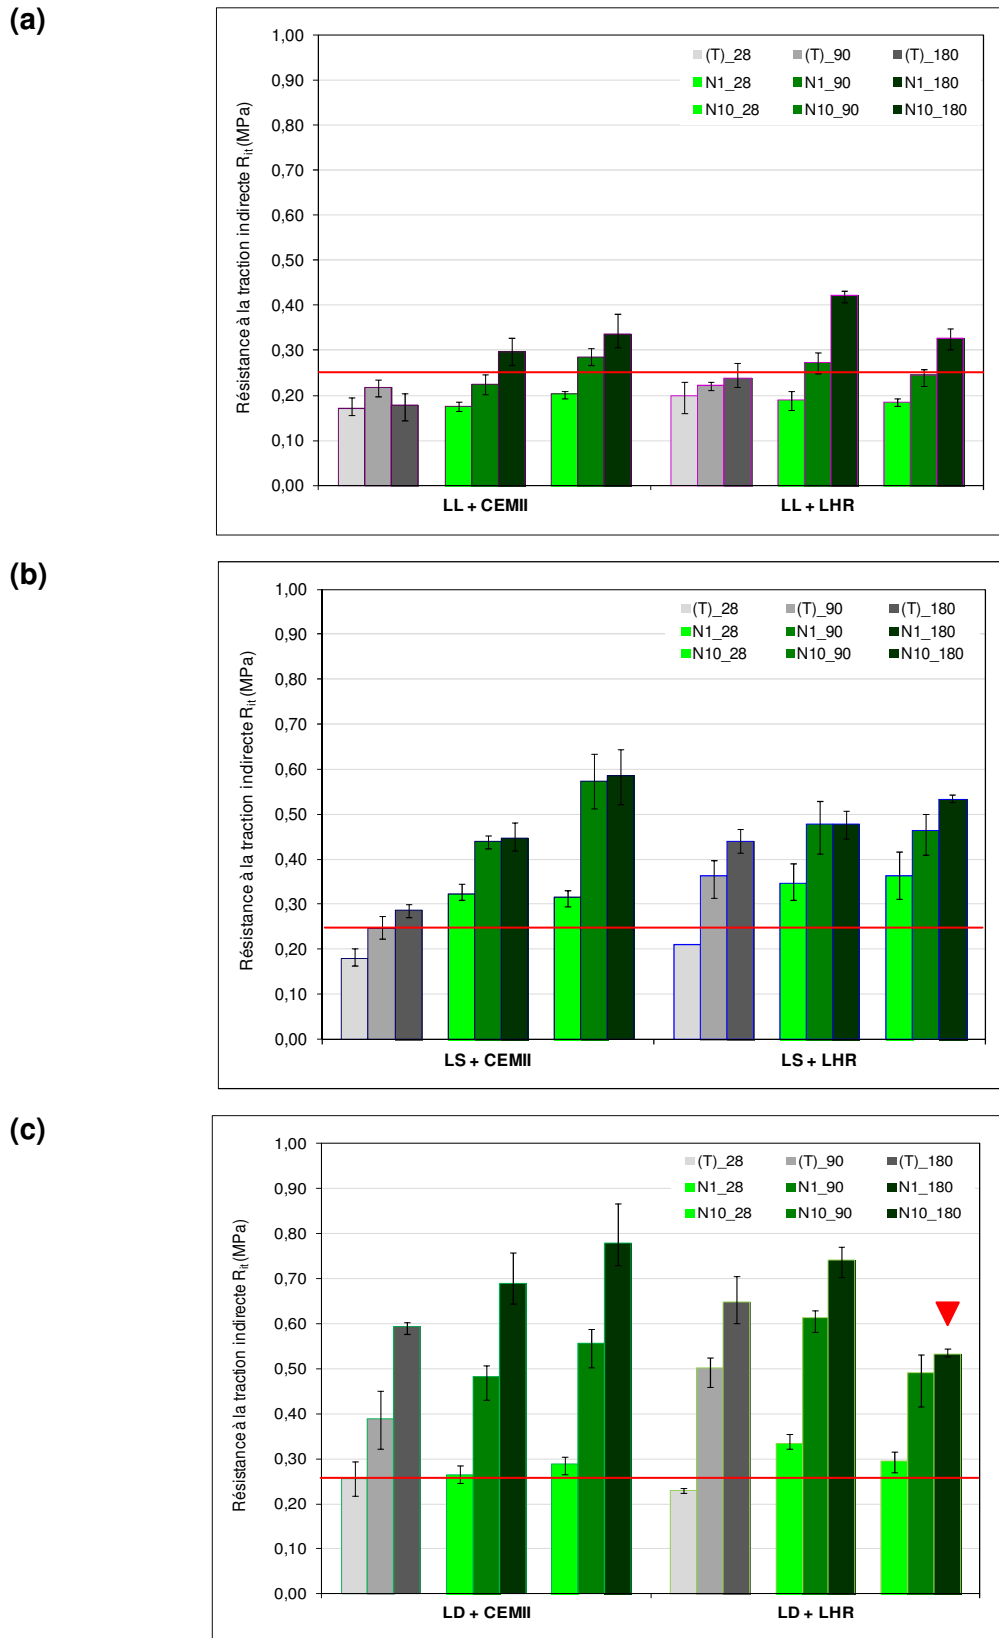 (a)
Résistance à la traction indirecte Rit (MPa)
1,00
0,90
0,80
0,70
0,60
0,50
0,40
0,30
0,20
0,10
0,00
(T)_28 (T)_90 (T)_180
N1_28 N1_90 N1_180
N10_28 N10_90 N10_180
LL + CEMII LL + LHR
(b)
Résistance à la traction indirecte Rit (MPa)
1,00
0,90
0,80
0,70
0,60
0,50
0,40
0,30
0,20
0,10
0,00
(T)_28 (T)_90 (T)_180
N1_28 N1_90 N1_180
N10_28 N10_90 N10_180
LS + CEMII LS + LHR
(c)
Résistance à la traction indirecte Rit (MPa)
1,00
0,90
0,80
0,70
0,60
0,50
0,40
0,30
0,20
0,10
0,00
(T)_28 (T)_90 (T)_180
N1_28 N1_90 N1_180
N10_28 N10_90 N10_180
LD + CEMII LD + LHR